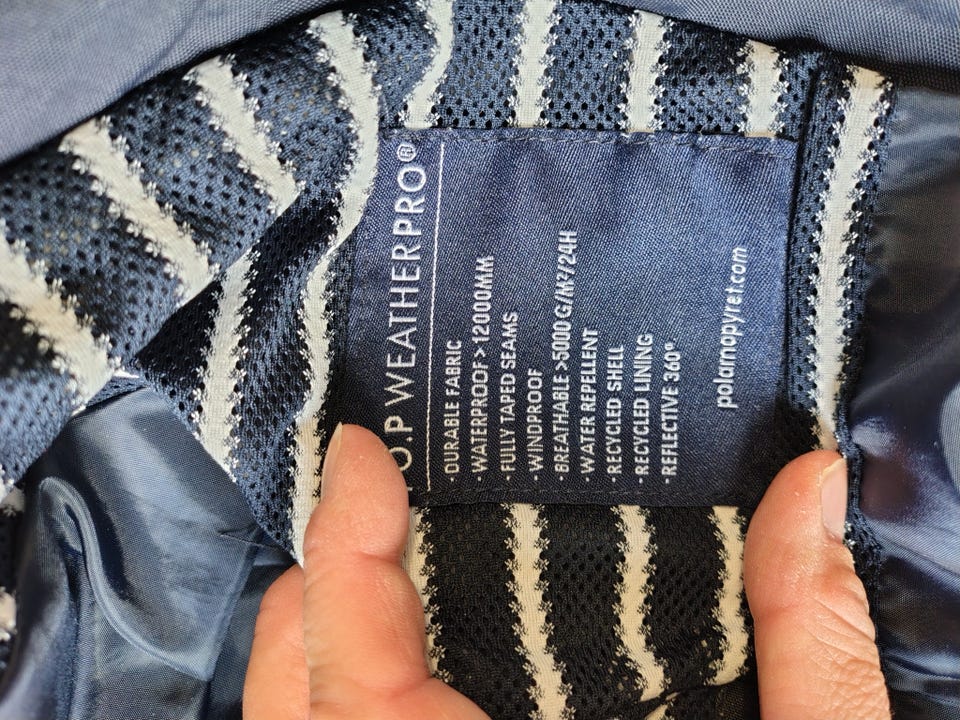 O.P WEATHERPRO®
· DURABLE FABRIC
· WATERPROOF > 12000MM
· FULLY TAPED SEAMS
· WINDPROOF
· BREATHABLE >5000 G/M²/24H
· WATER REPELLENT
· RECYCLED SHELL
· RECYCLED LINING
· REFLECTIVE 360°
polarnopyret.com